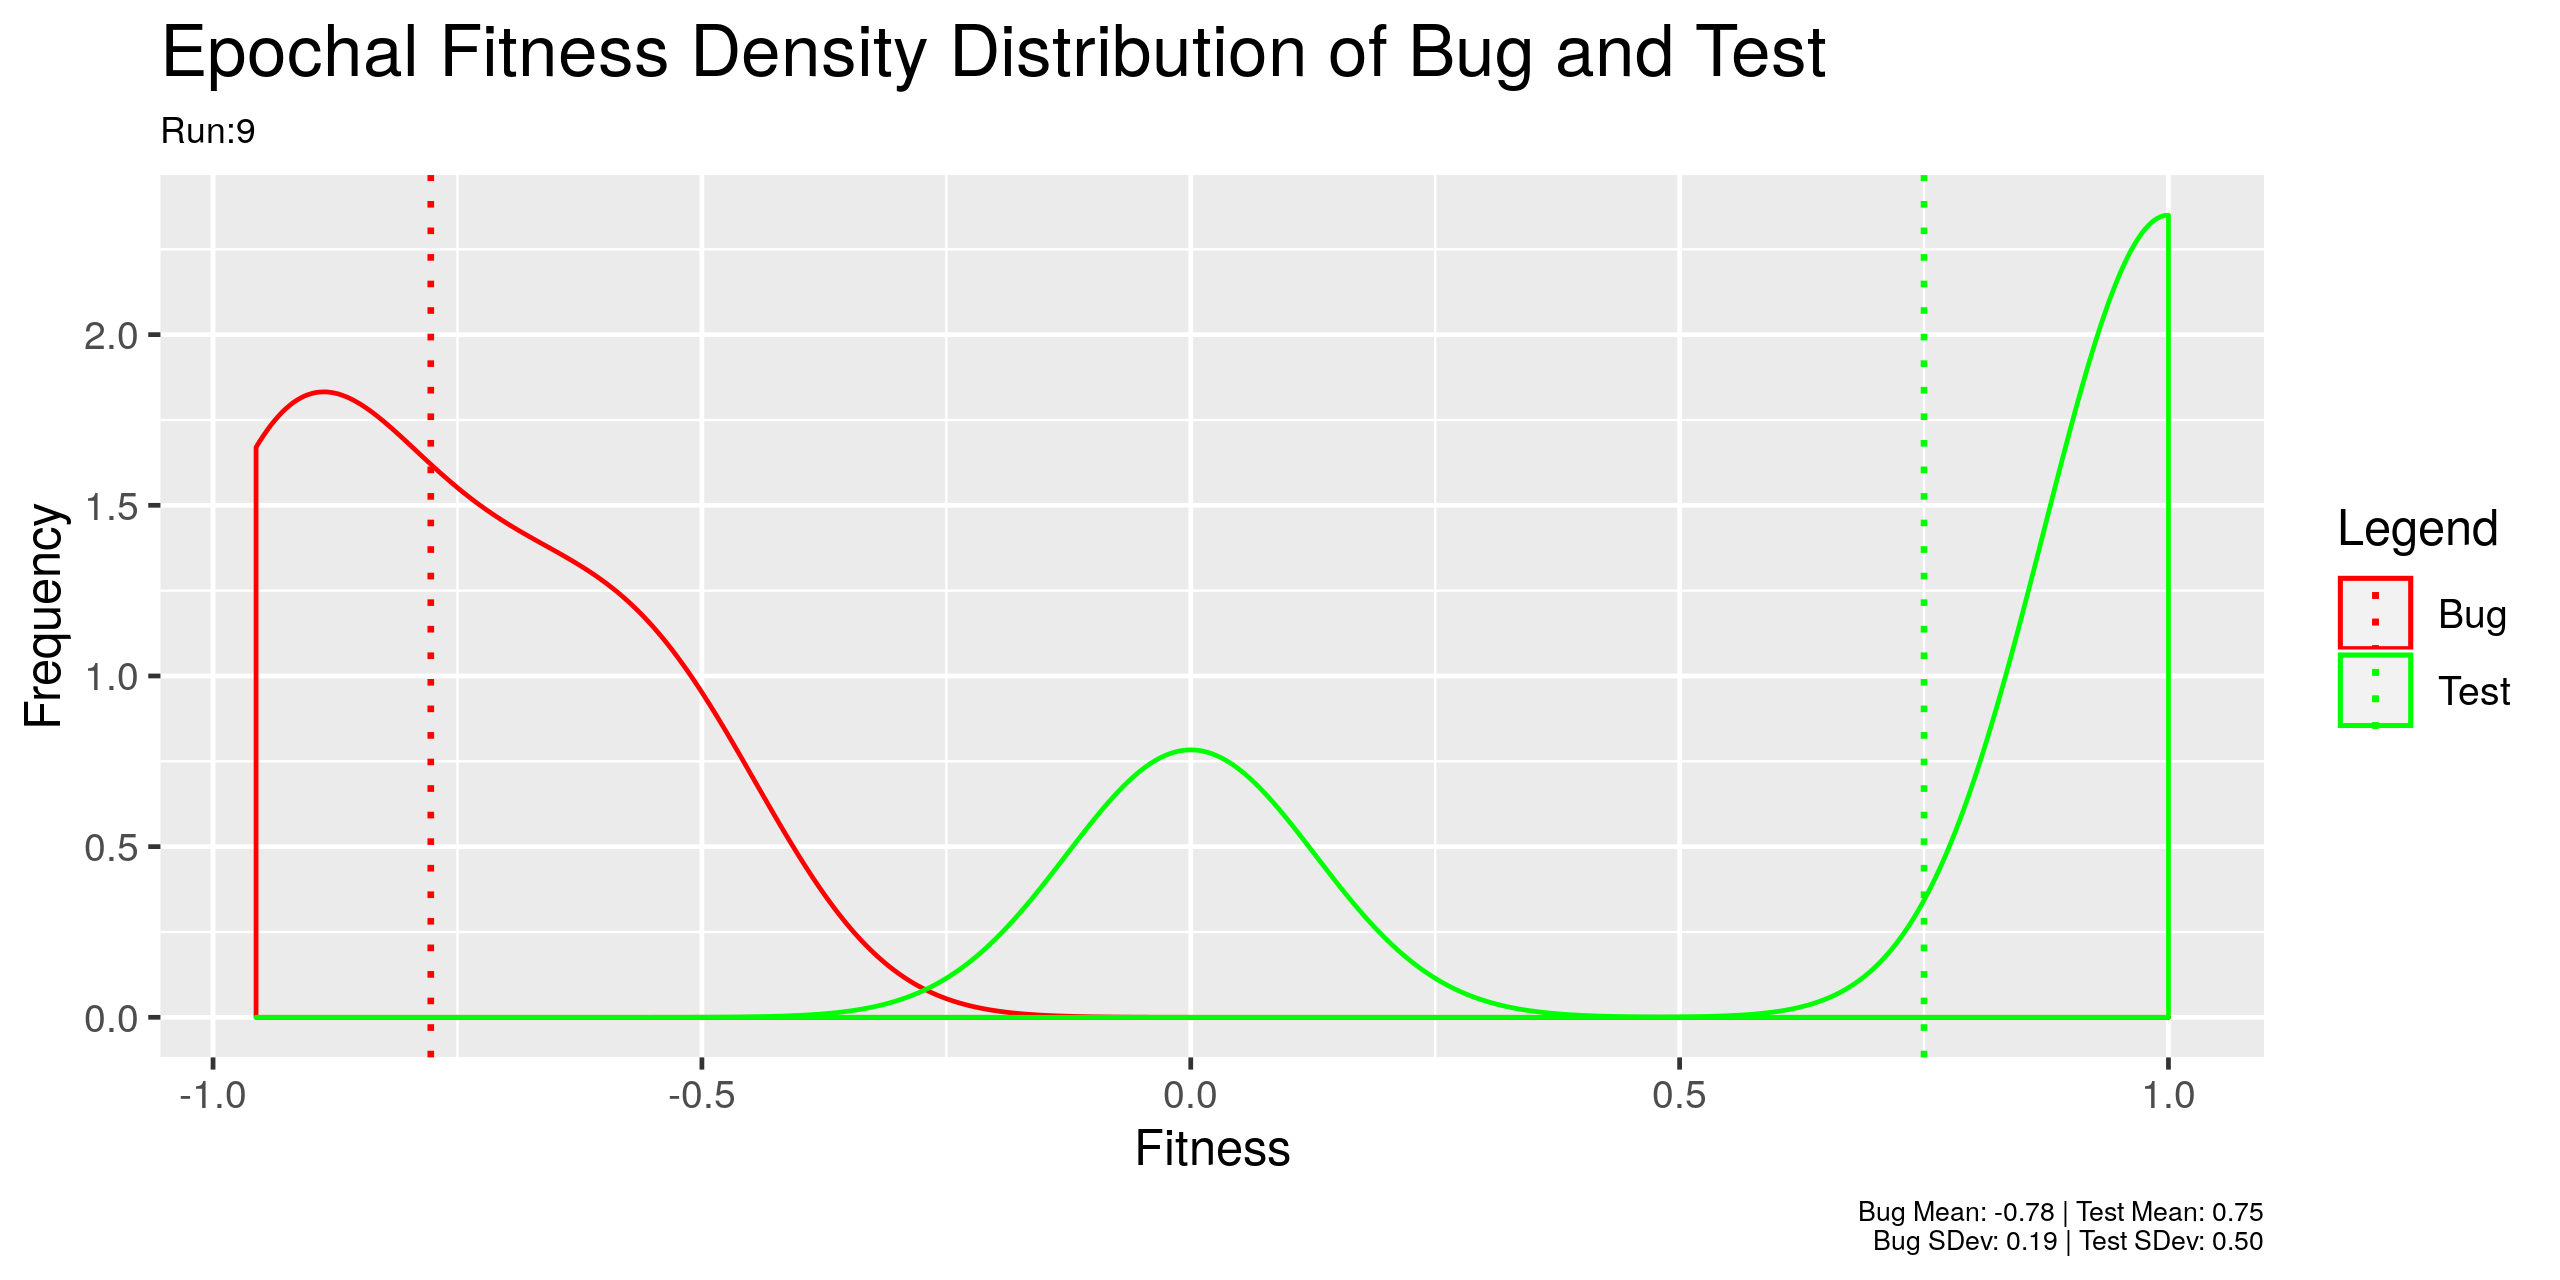 Epochal Fitness Density Distribution of Bug and Test
Run:9
Frequency
2.0
1.5
1.0
0.5
0.0
-1.0 -0.5 0.0 0.5 1.0
Fitness
Legend
Bug
Test
Bug Mean: -0.78 | Test Mean: 0.75
Bug SDev: 0.19 | Test SDev: 0.50